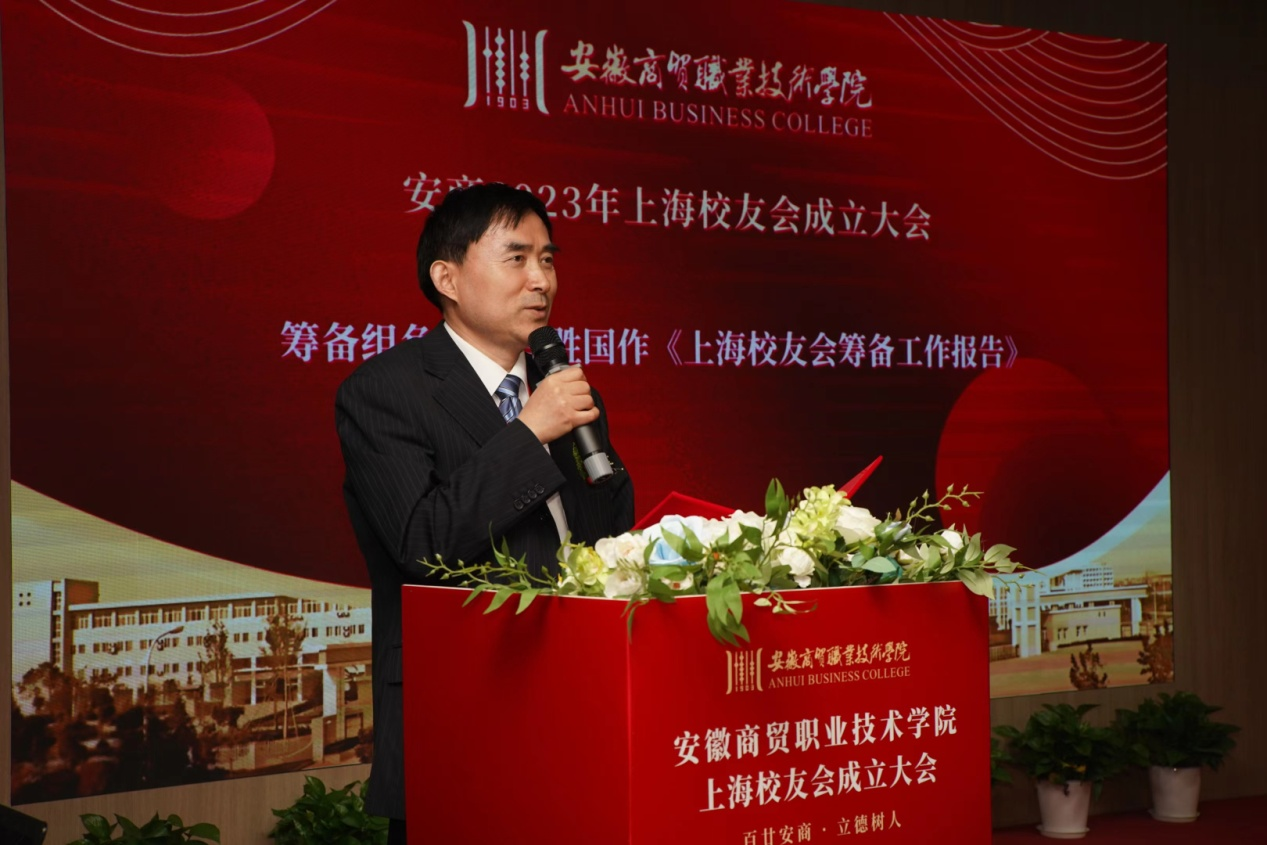 安徽商贸職業技術學院
1903
ANHUI BUSINESS COLLEGE
安商2023年上海校友会成立大会
筹备组 胜国作《上海校友会筹备工作报告》
安徽商贸職業技術學院
ANHUI BUSINESS COLLEGE
安徽商贸职业技术学院
上海校友会成立大会
百廿安商·立德树人